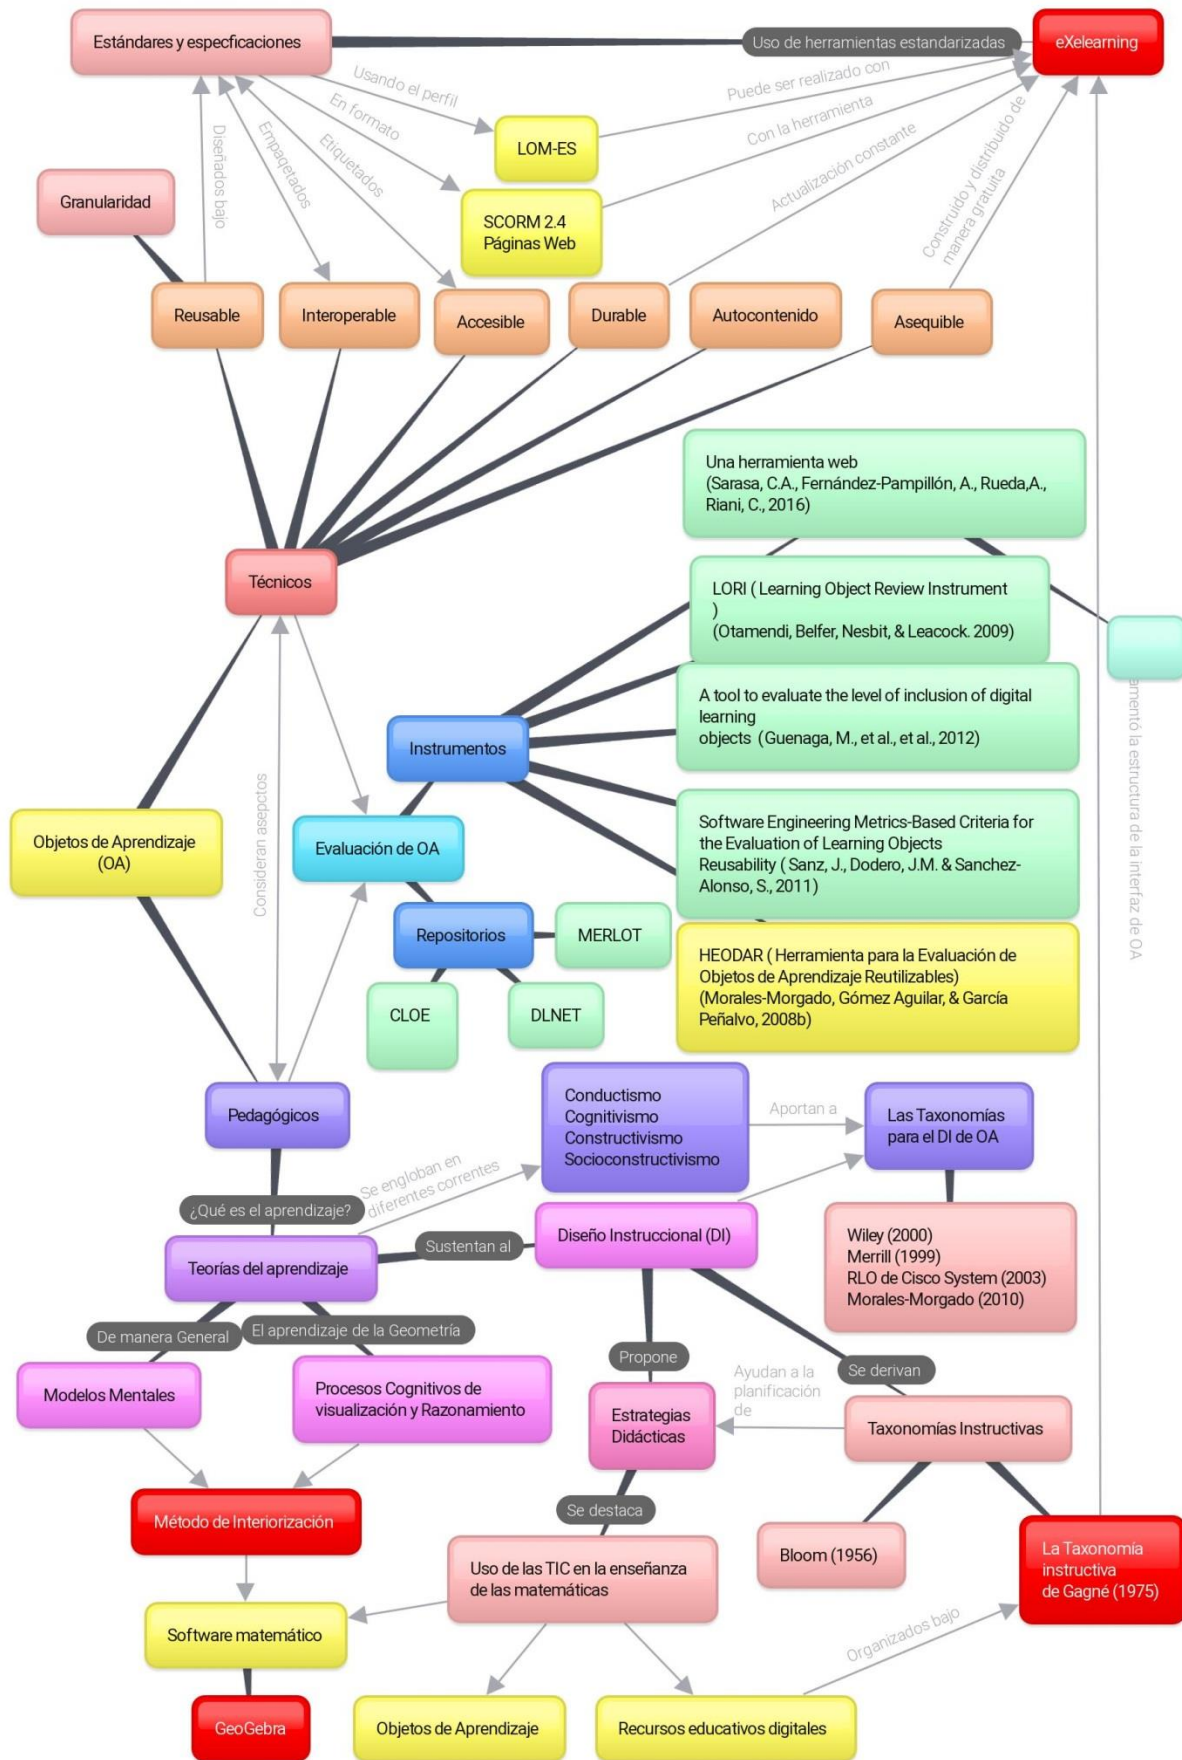 Estándares y especficaciones
Uso de herramientas estandarizadas
eXelearning
Usando el perfil
Puede ser realizado con
En formato
Con la herramienta
LOM-ES
Diseñados bajo
Empaqetados
Etiquetados
Actualización constante
Construido y distribuido de
manera gratuita
Granularidad
SCORM 2.4
Páginas Web
Reusable
Interoperable
Accesible
Durable
Autocontenido
Asequible
Una herramienta web
(Sarasa, C.A., Fernández-Pampillón, A., Rueda,A.,
Riani, C., 2016)
Técnicos
LORI ( Learning Object Review Instrument
)
(Otamendi, Belfer, Nesbit, & Leacock. 2009)
A tool to evaluate the level of inclusion of digital
learning
objects  (Guenaga, M., et al., et al., 2012)
Instrumentos
amentó la estructura de la interfaz de OA
Consideran asepctos
Objetos de Aprendizaje
(OA)
Evaluación de OA
Software Engineering Metrics-Based Criteria for
the Evaluation of Learning Objects
Reusability ( Sanz, J., Dodero, J.M. & Sanchez-
Alonso, S., 2011)
Repositorios
MERLOT
HEODAR ( Herramienta para la Evaluación de
Objetos de Aprendizaje Reutilizables)
(Morales-Morgado, Gómez Aguilar, & García
Peñalvo, 2008b)
CLOE
DLNET
Pedagógicos
Conductismo
Cognitivismo
Constructivismo
Socioconstructivismo
Aportan a
Las Taxonomías
para el DI de OA
Se engloban en
diferentes correntes
¿Qué es el aprendizaje?
Sustentan al
Diseño Instruccional (DI)
Wiley (2000)
Merrill (1999)
RLO de Cisco System (2003)
Morales-Morgado (2010)
Teorías del aprendizaje
De manera General
El aprendizaje de la Geometría
Propone
Ayudan a la
planificación
de
Se derivan
Modelos Mentales
Procesos Cognitivos de
visualización y Razonamiento
Estrategias
Didácticas
Taxonomías Instructivas
Método de Interiorización
Se destaca
Uso de las TIC en la enseñanza
de las matemáticas
Bloom (1956)
La Taxonomía
instructiva
de Gagné (1975)
Software matemático
Organizados bajo
GeoGebra
Objetos de Aprendizaje
Recursos educativos digitales